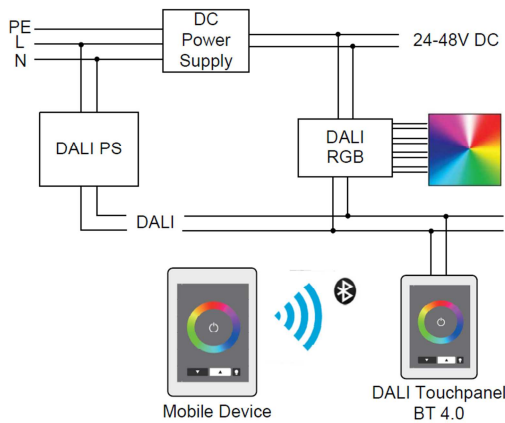 PE
L
N
DC
Power
Supply
24-48V DC
DALI PS
DALI
RGB
DALI
Mobile Device
DALI Touchpanel
BT 4.0